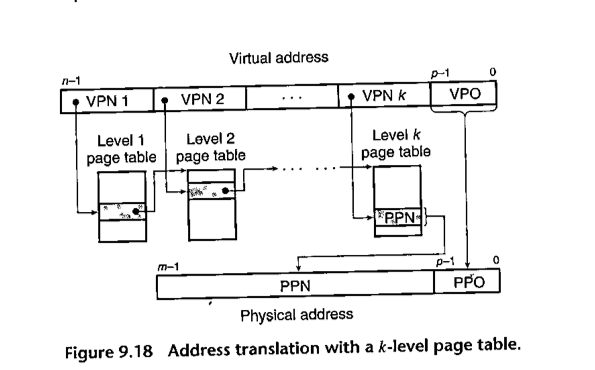 Virtual address
n–1 p–1 0
VPN 1 VPN 2 . . . VPN k VPO
Level 1 Level 2 Level k
page table page table page table
. . . . . .
PPN
m–1 p–1 0
PPN PPO
Physical address
Figure 9.18 Address translation with a k-level page table.